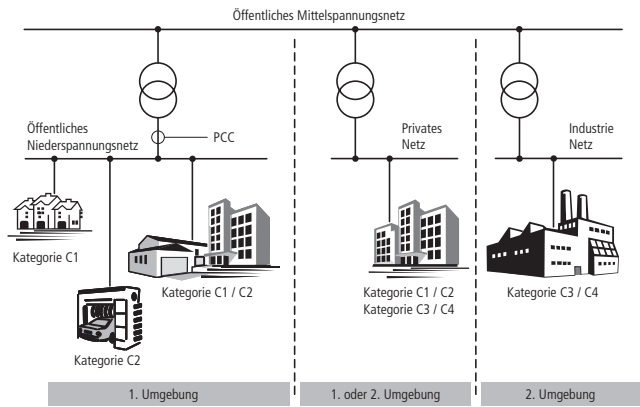 Öffentliches Mittelspannungsnetz
Öffentliches
Niederspannungsnetz
PCC
Privates
Netz
Industrie
Netz
Kategorie C1
Kategorie C1 / C2
Kategorie C2
Kategorie C1 / C2
Kategorie C3 / C4
Kategorie C3 / C4
1. Umgebung
1. oder 2. Umgebung
2. Umgebung